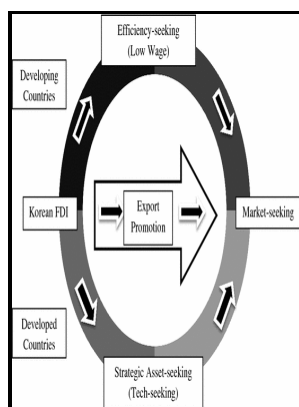 Efficiency-seeking
(Low Wage)
Developing
Countries
Korean FDI
Export
Promotion
Market-seeking
Developed
Countries
Strategic Asset-seeking
(Tech-seeking)